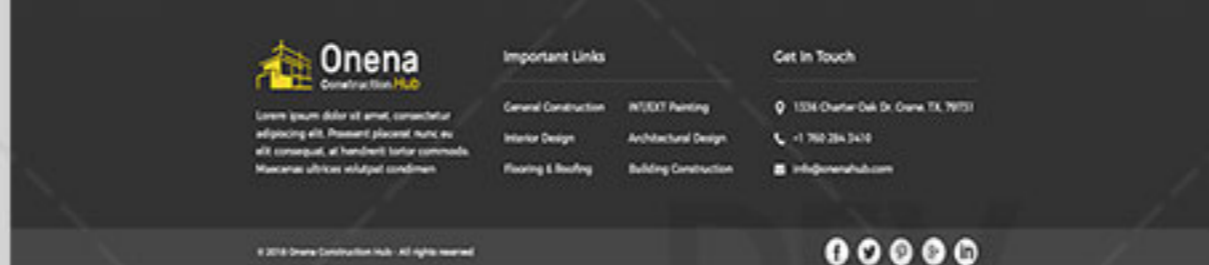 Onena
Construction Hub
Lorem ipsum dolor sit amet, consectetur
adipiscing elit. Praesent placerat nunc eu
elit consequat, at hendrerit tortor commodo.
Maecenas ultrices volutpat condimen
Important Links
General Construction
INT/EXT Painting
Interior Design
Architectural Design
Flooring & Roofing
Building Construction
Get In Touch
1336 Charter Oak Dr. Crane, TX, 79731
+1 760 284 3410
info@onenahub.com
© 2018 Onena Construction Hub · All rights reserved